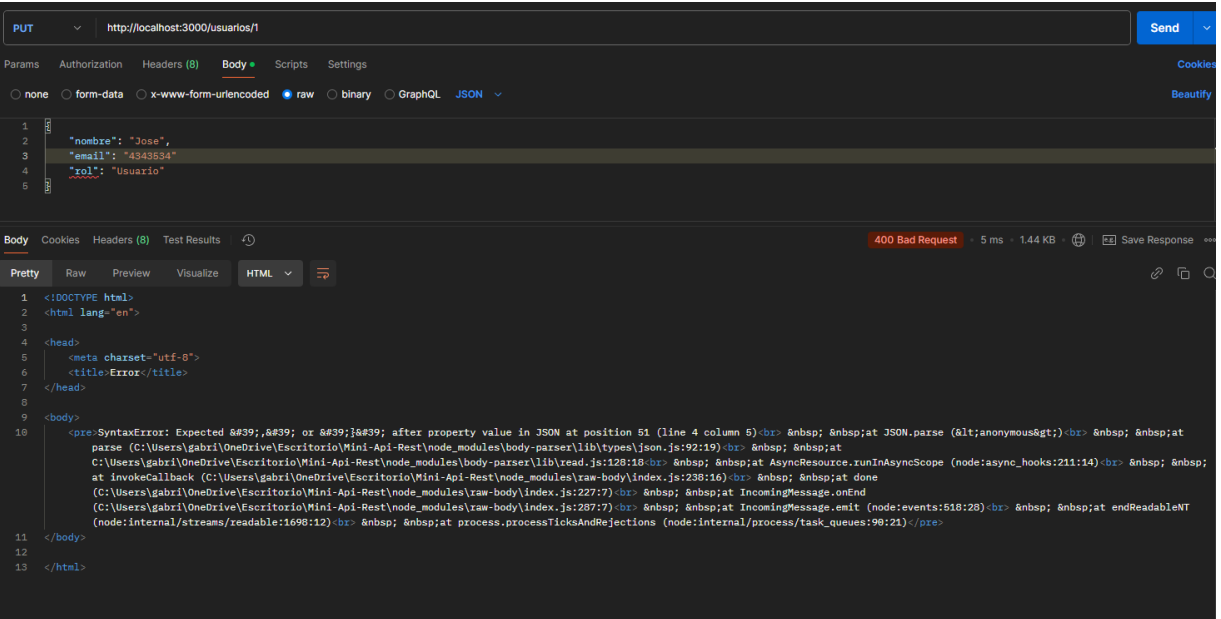 PUT http://localhost:3000/usuarios/1 Send
Params Authorization Headers (8) Body Scripts Settings Cookies
none form-data x-www-form-urlencoded raw binary GraphQL JSON Beautify
1 {
2 "nombre": "Jose",
3 "email": "4343534"
4 "rol": "Usuario"
5 }
Body Cookies Headers (8) Test Results 400 Bad Request 5 ms 1.44 KB e.g. Save Response
Pretty Raw Preview Visualize HTML
1 <!DOCTYPE html>
2 <html lang="en">
3
4 <head>
5 <meta charset="utf-8">
6 <title>Error</title>
7 </head>
8
9 <body>
10 <pre>SyntaxError: Expected &#39;,&#39; or &#39;}&#39; after property value in JSON at position 51 (line 4 column 5)<br> &nbsp; &nbsp;at JSON.parse (&lt;anonymous&gt;)<br> &nbsp; &nbsp;at
parse (C:\Users\gabri\OneDrive\Escritorio\Mini-Api-Rest\node_modules\body-parser\lib\types\json.js:92:19)<br> &nbsp; &nbsp;at
C:\Users\gabri\OneDrive\Escritorio\Mini-Api-Rest\node_modules\body-parser\lib\read.js:128:18<br> &nbsp; &nbsp;at AsyncResource.runInAsyncScope (node:async_hooks:211:14)<br> &nbsp; &nbsp;
at invokeCallback (C:\Users\gabri\OneDrive\Escritorio\Mini-Api-Rest\node_modules\raw-body\index.js:238:16)<br> &nbsp; &nbsp;at done
(C:\Users\gabri\OneDrive\Escritorio\Mini-Api-Rest\node_modules\raw-body\index.js:227:7)<br> &nbsp; &nbsp;at IncomingMessage.onEnd
(C:\Users\gabri\OneDrive\Escritorio\Mini-Api-Rest\node_modules\raw-body\index.js:287:7)<br> &nbsp; &nbsp;at IncomingMessage.emit (node:events:518:28)<br> &nbsp; &nbsp;at endReadableNT
(node:internal/streams/readable:1698:12)<br> &nbsp; &nbsp;at process.processTicksAndRejections (node:internal/process/task_queues:90:21)</pre>
11 </body>
12
13 </html>